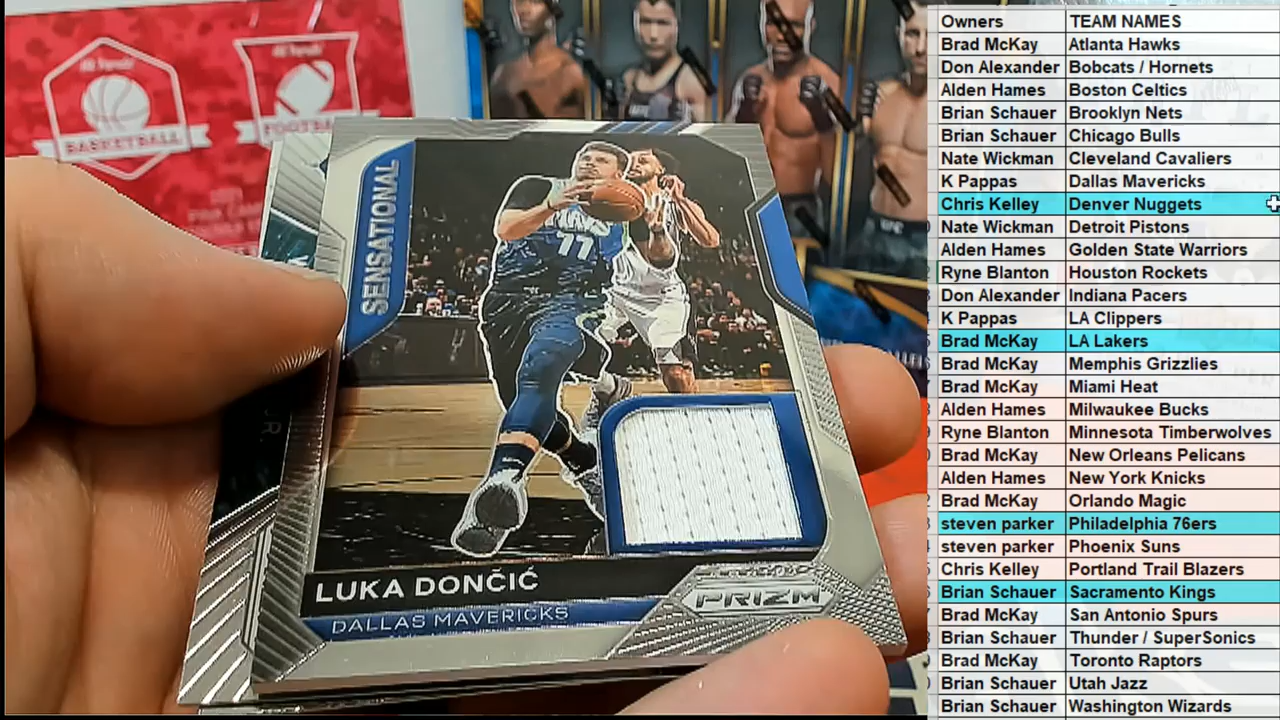 BASKETBALL
SENSATIONAL
77
LUKA DONČIĆ
DALLAS MAVERICKS
PRIZM
Owners TEAM NAMES
Brad McKay Atlanta Hawks
Don Alexander Bobcats / Hornets
Alden Hames Boston Celtics
Brian Schauer Brooklyn Nets
Brian Schauer Chicago Bulls
Nate Wickman Cleveland Cavaliers
K Pappas Dallas Mavericks
Chris Kelley Denver Nuggets
Nate Wickman Detroit Pistons
Alden Hames Golden State Warriors
Ryne Blanton Houston Rockets
Don Alexander Indiana Pacers
K Pappas LA Clippers
Brad McKay LA Lakers
Brad McKay Memphis Grizzlies
Brad McKay Miami Heat
Alden Hames Milwaukee Bucks
Ryne Blanton Minnesota Timberwolves
Brad McKay New Orleans Pelicans
Alden Hames New York Knicks
Brad McKay Orlando Magic
steven parker Philadelphia 76ers
steven parker Phoenix Suns
Chris Kelley Portland Trail Blazers
Brian Schauer Sacramento Kings
Brad McKay San Antonio Spurs
Brian Schauer Thunder / SuperSonics
Brad McKay Toronto Raptors
Brian Schauer Utah Jazz
Brian Schauer Washington Wizards